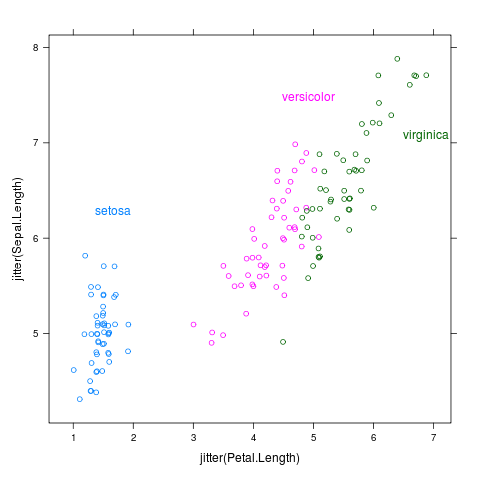 8
versicolor
7
virginica
setosa
6
5
jitter(Sepal.Length)
1 2 3 4 5 6 7
jitter(Petal.Length)